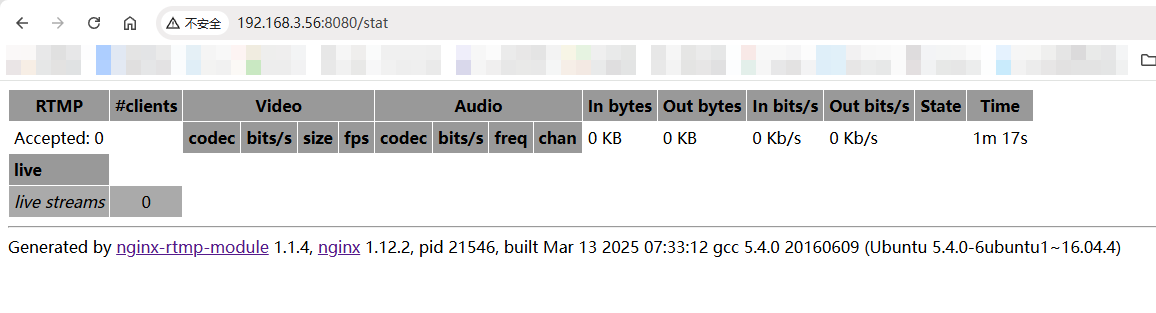 不安全 192.168.3.56:8080/stat
RTMP #clients Video Audio In bytes Out bytes In bits/s Out bits/s State Time
Accepted: 0 codec bits/s size fps codec bits/s freq chan 0 KB 0 KB 0 Kb/s 0 Kb/s 1m 17s
live
live streams 0
Generated by nginx-rtmp-module 1.1.4, nginx 1.12.2, pid 21546, built Mar 13 2025 07:33:12 gcc 5.4.0 20160609 (Ubuntu 5.4.0-6ubuntu1~16.04.4)